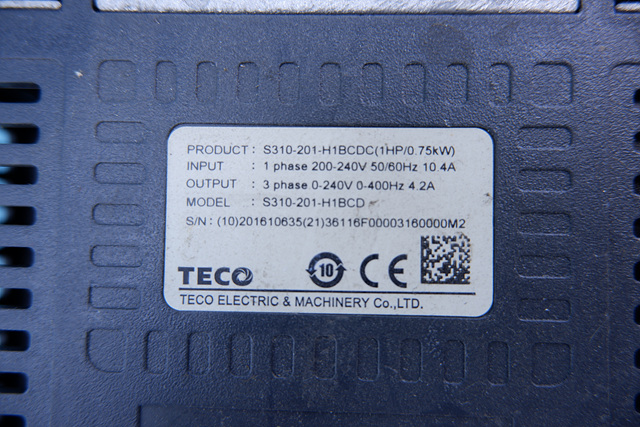 PRODUCT : S310-201-H1BCDC(1HP/0.75kW)
INPUT : 1 phase 200-240V 50/60Hz 10.4A
OUTPUT : 3 phase 0-240V 0-400Hz 4.2A
MODEL : S310-201-H1BCD
S/N : (10)201610635(21)36116F00003160000M2
TECO 10 CE
TECO ELECTRIC & MACHINERY Co.,LTD.